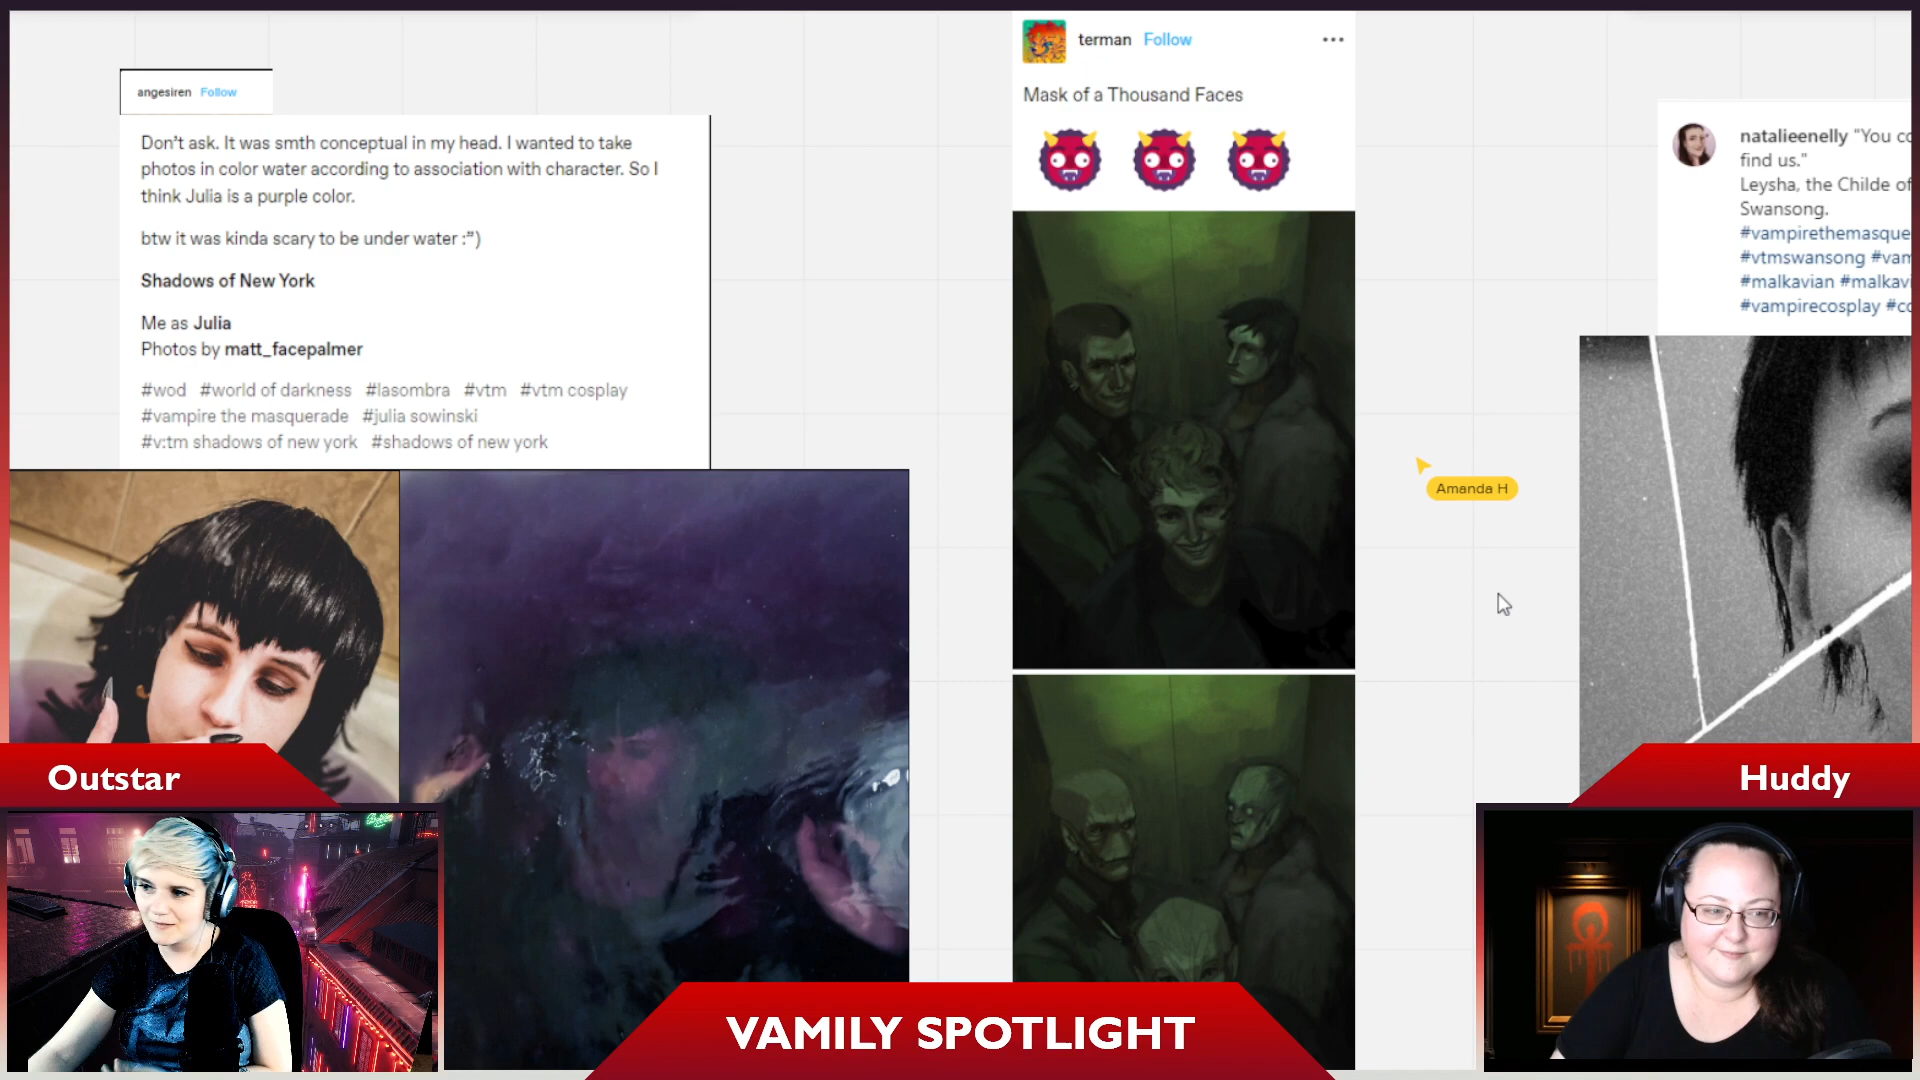 angesiren Follow
Don't ask. It was smth conceptual in my head. I wanted to take
photos in color water according to association with character. So I
think Julia is a purple color.
btw it was kinda scary to be under water :")
Shadows of New York
Me as Julia
Photos by matt_facepalmer
#wod #world of darkness #lasombra #vtm #vtm cosplay
#vampire the masquerade #julia sowinski
#v:tm shadows of new york #shadows of new york
terman Follow
Mask of a Thousand Faces
natalieenelly "You
find us."
Leysha, the Childe of
Swansong.
#vampirethemasque
#vtmswansong #vam
#malkavian #malkavi
#vampirecosplay #co
Amanda H
Outstar
Huddy
VAMILY SPOTLIGHT